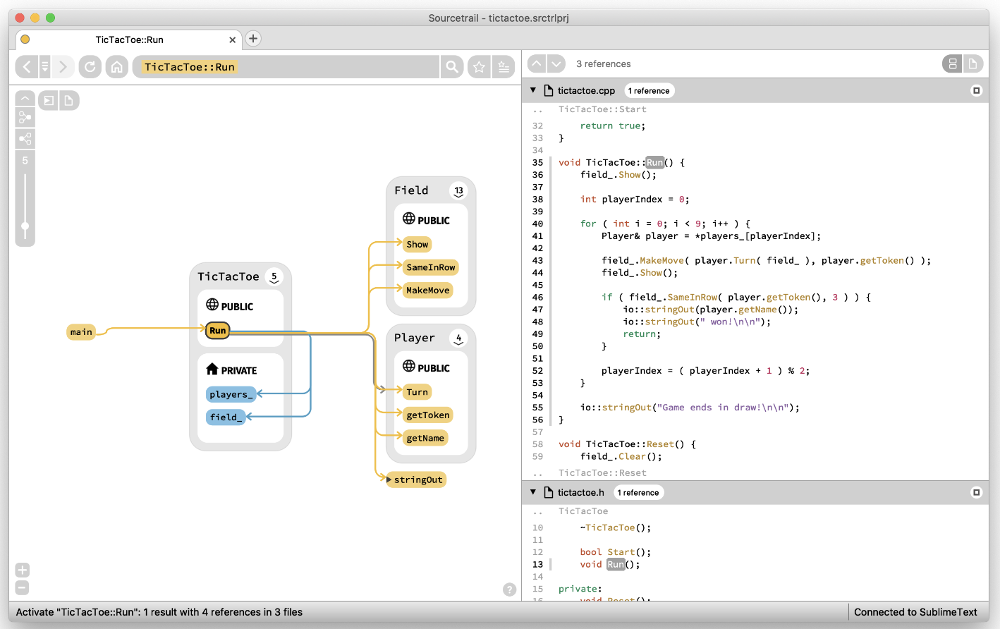 Sourcetrail - tictactoe.srctrlprj
TicTacToe::Run
TicTacToe::Run
5
main
TicTacToe 5
PUBLIC
Run
PRIVATE
players_
field_
Field 13
PUBLIC
Show
SameInRow
MakeMove
Player 4
PUBLIC
Turn
getToken
getName
stringOut
?
3 references
tictactoe.cpp 1 reference
.. TicTacToe::Start
32 return true;
33 }
34
35 void TicTacToe::Run() {
36 field_.Show();
37
38 int playerIndex = 0;
39
40 for ( int i = 0; i < 9; i++ ) {
41 Player& player = *players_[playerIndex];
42
43 field_.MakeMove( player.Turn( field_ ), player.getToken() );
44 field_.Show();
45
46 if ( field_.SameInRow( player.getToken(), 3 ) ) {
47 io::stringOut(player.getName());
48 io::stringOut(" won!\n\n");
49 return;
50 }
51
52 playerIndex = ( playerIndex + 1 ) % 2;
53 }
54
55 io::stringOut("Game ends in draw!\n\n");
56 }
57
58 void TicTacToe::Reset() {
59 field_.Clear();
.. TicTacToe::Reset
tictactoe.h 1 reference
.. TicTacToe
10 ~TicTacToe();
11
12 bool Start();
13 void Run();
14
15 private:
16 void Reset();
Activate "TicTacToe::Run": 1 result with 4 references in 3 files
Connected to SublimeText